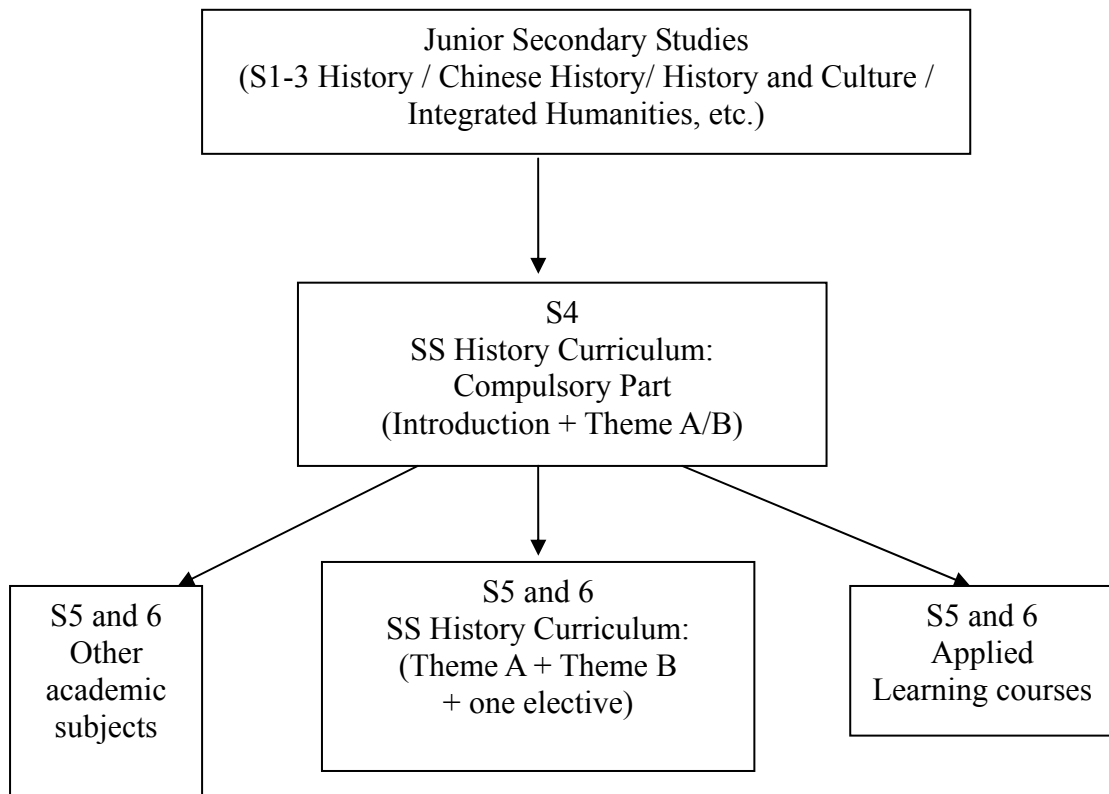 Junior Secondary Studies
(S1-3 History / Chinese History/ History and Culture /
Integrated Humanities, etc.)
S4
SS History Curriculum:
Compulsory Part
(Introduction + Theme A/B)
S5 and 6
Other
academic
subjects
S5 and 6
SS History Curriculum:
(Theme A + Theme B
+ one elective)
S5 and 6
Applied
Learning courses